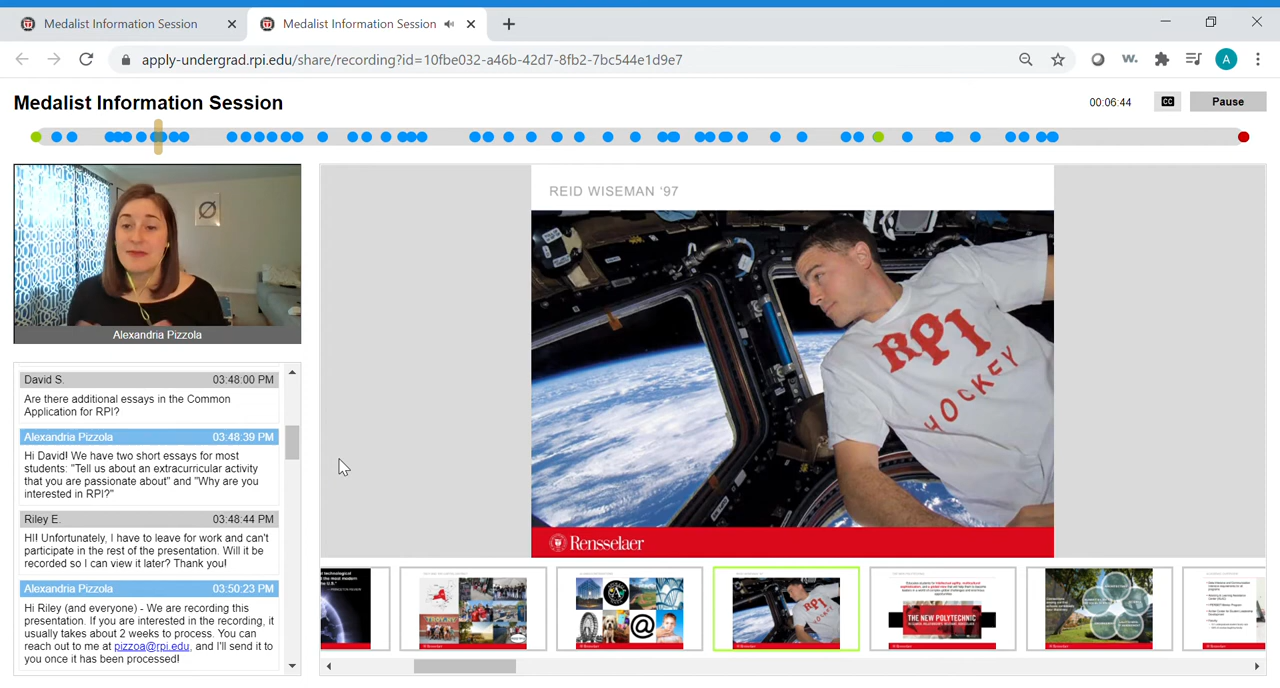 Medalist Information Session
Medalist Information Session
apply-undergrad.rpi.edu/share/recording?id=10fbe032-a46b-42d7-8fb2-7bc544e1d9e7
w.
A
Medalist Information Session
00:06:44
CC
Pause
Alexandria Pizzola
REID WISEMAN '97
RPI
HOCKEY
Rensselaer
David S. 03:48:00 PM
Are there additional essays in the Common
Application for RPI?
Alexandria Pizzola 03:48:39 PM
Hi David! We have two short essays for most
students: "Tell us about an extracurricular activity
that you are passionate about" and "Why are you
interested in RPI?"
Riley E. 03:48:44 PM
HI! Unfortunately, I have to leave for work and can't
participate in the rest of the presentation. Will it be
recorded so I can view it later? Thank you!
Alexandria Pizzola 03:50:23 PM
Hi Riley (and everyone) - We are recording this
presentation. If you are interested in the recording, it
usually takes about 2 weeks to process. You can
reach out to me at pizzoa@rpi.edu, and I'll send it to
you once it has been processed!
TROY, NY
@
RPI
THE NEW POLYTECHNIC